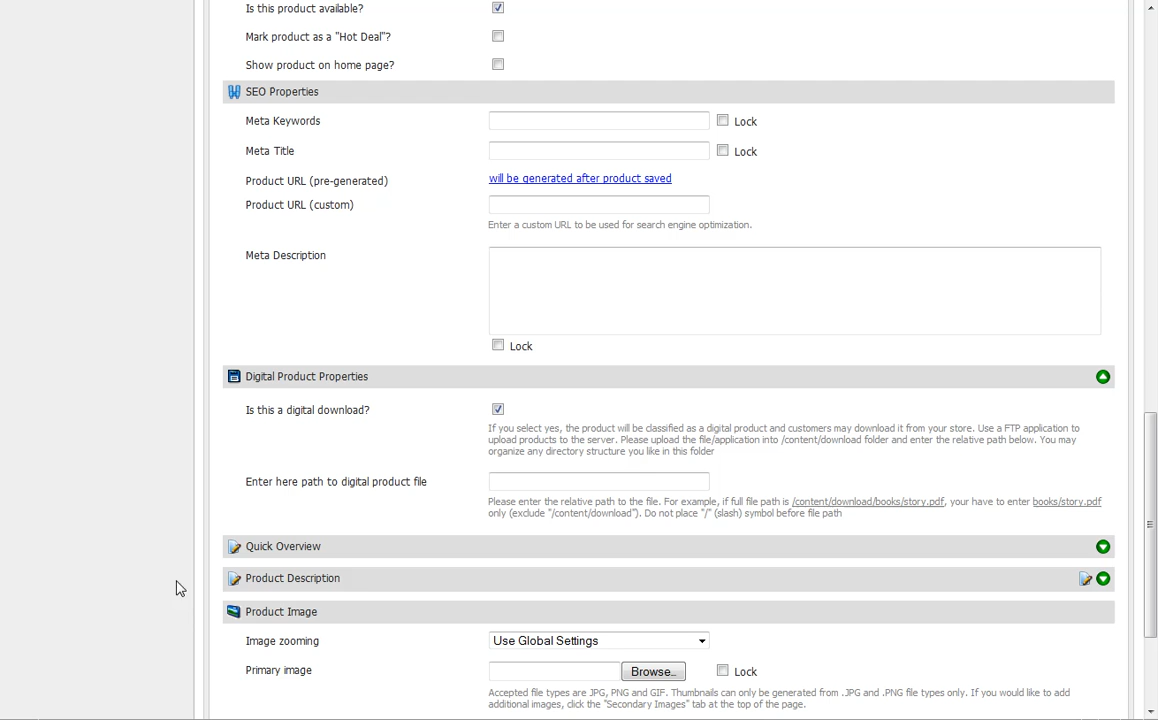 Is this product available?
Mark product as a "Hot Deal"?
Show product on home page?
SEO Properties
Meta Keywords Lock
Meta Title Lock
Product URL (pre-generated) will be generated after product saved
Product URL (custom)
Enter a custom URL to be used for search engine optimization.
Meta Description
Lock
Digital Product Properties
Is this a digital download?
If you select yes, the product will be classified as a digital product and customers may download it from your store. Use a FTP application to
upload products to the server. Please upload the file/application into /content/download folder and enter the relative path below. You may
organize any directory structure you like in this folder
Enter here path to digital product file
Please enter the relative path to the file. For example, if full file path is /content/download/books/story.pdf, your have to enter books/story.pdf
only (exclude "/content/download"). Do not place "/" (slash) symbol before file path
Quick Overview
Product Description
Product Image
Image zooming Use Global Settings
Primary image Browse... Lock
Accepted file types are JPG, PNG and GIF. Thumbnails can only be generated from .JPG and .PNG file types only. If you would like to add
additional images, click the "Secondary Images" tab at the top of the page.